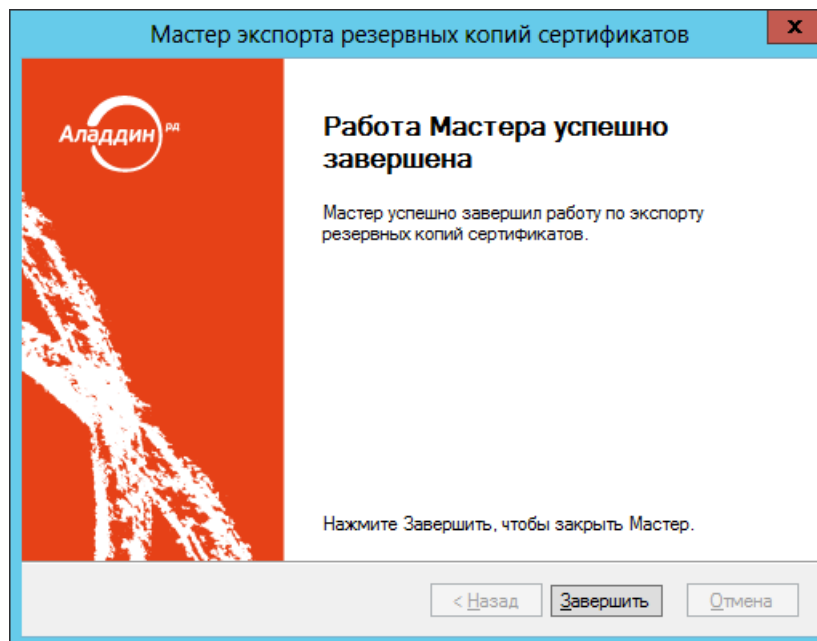 Мастер экспорта резервных копий сертификатов
x
Аладдин РД
Работа Мастера успешно
завершена
Мастер успешно завершил работу по экспорту
резервных копий сертификатов.
Нажмите Завершить, чтобы закрыть Мастер.
< Назад
Завершить
Отмена